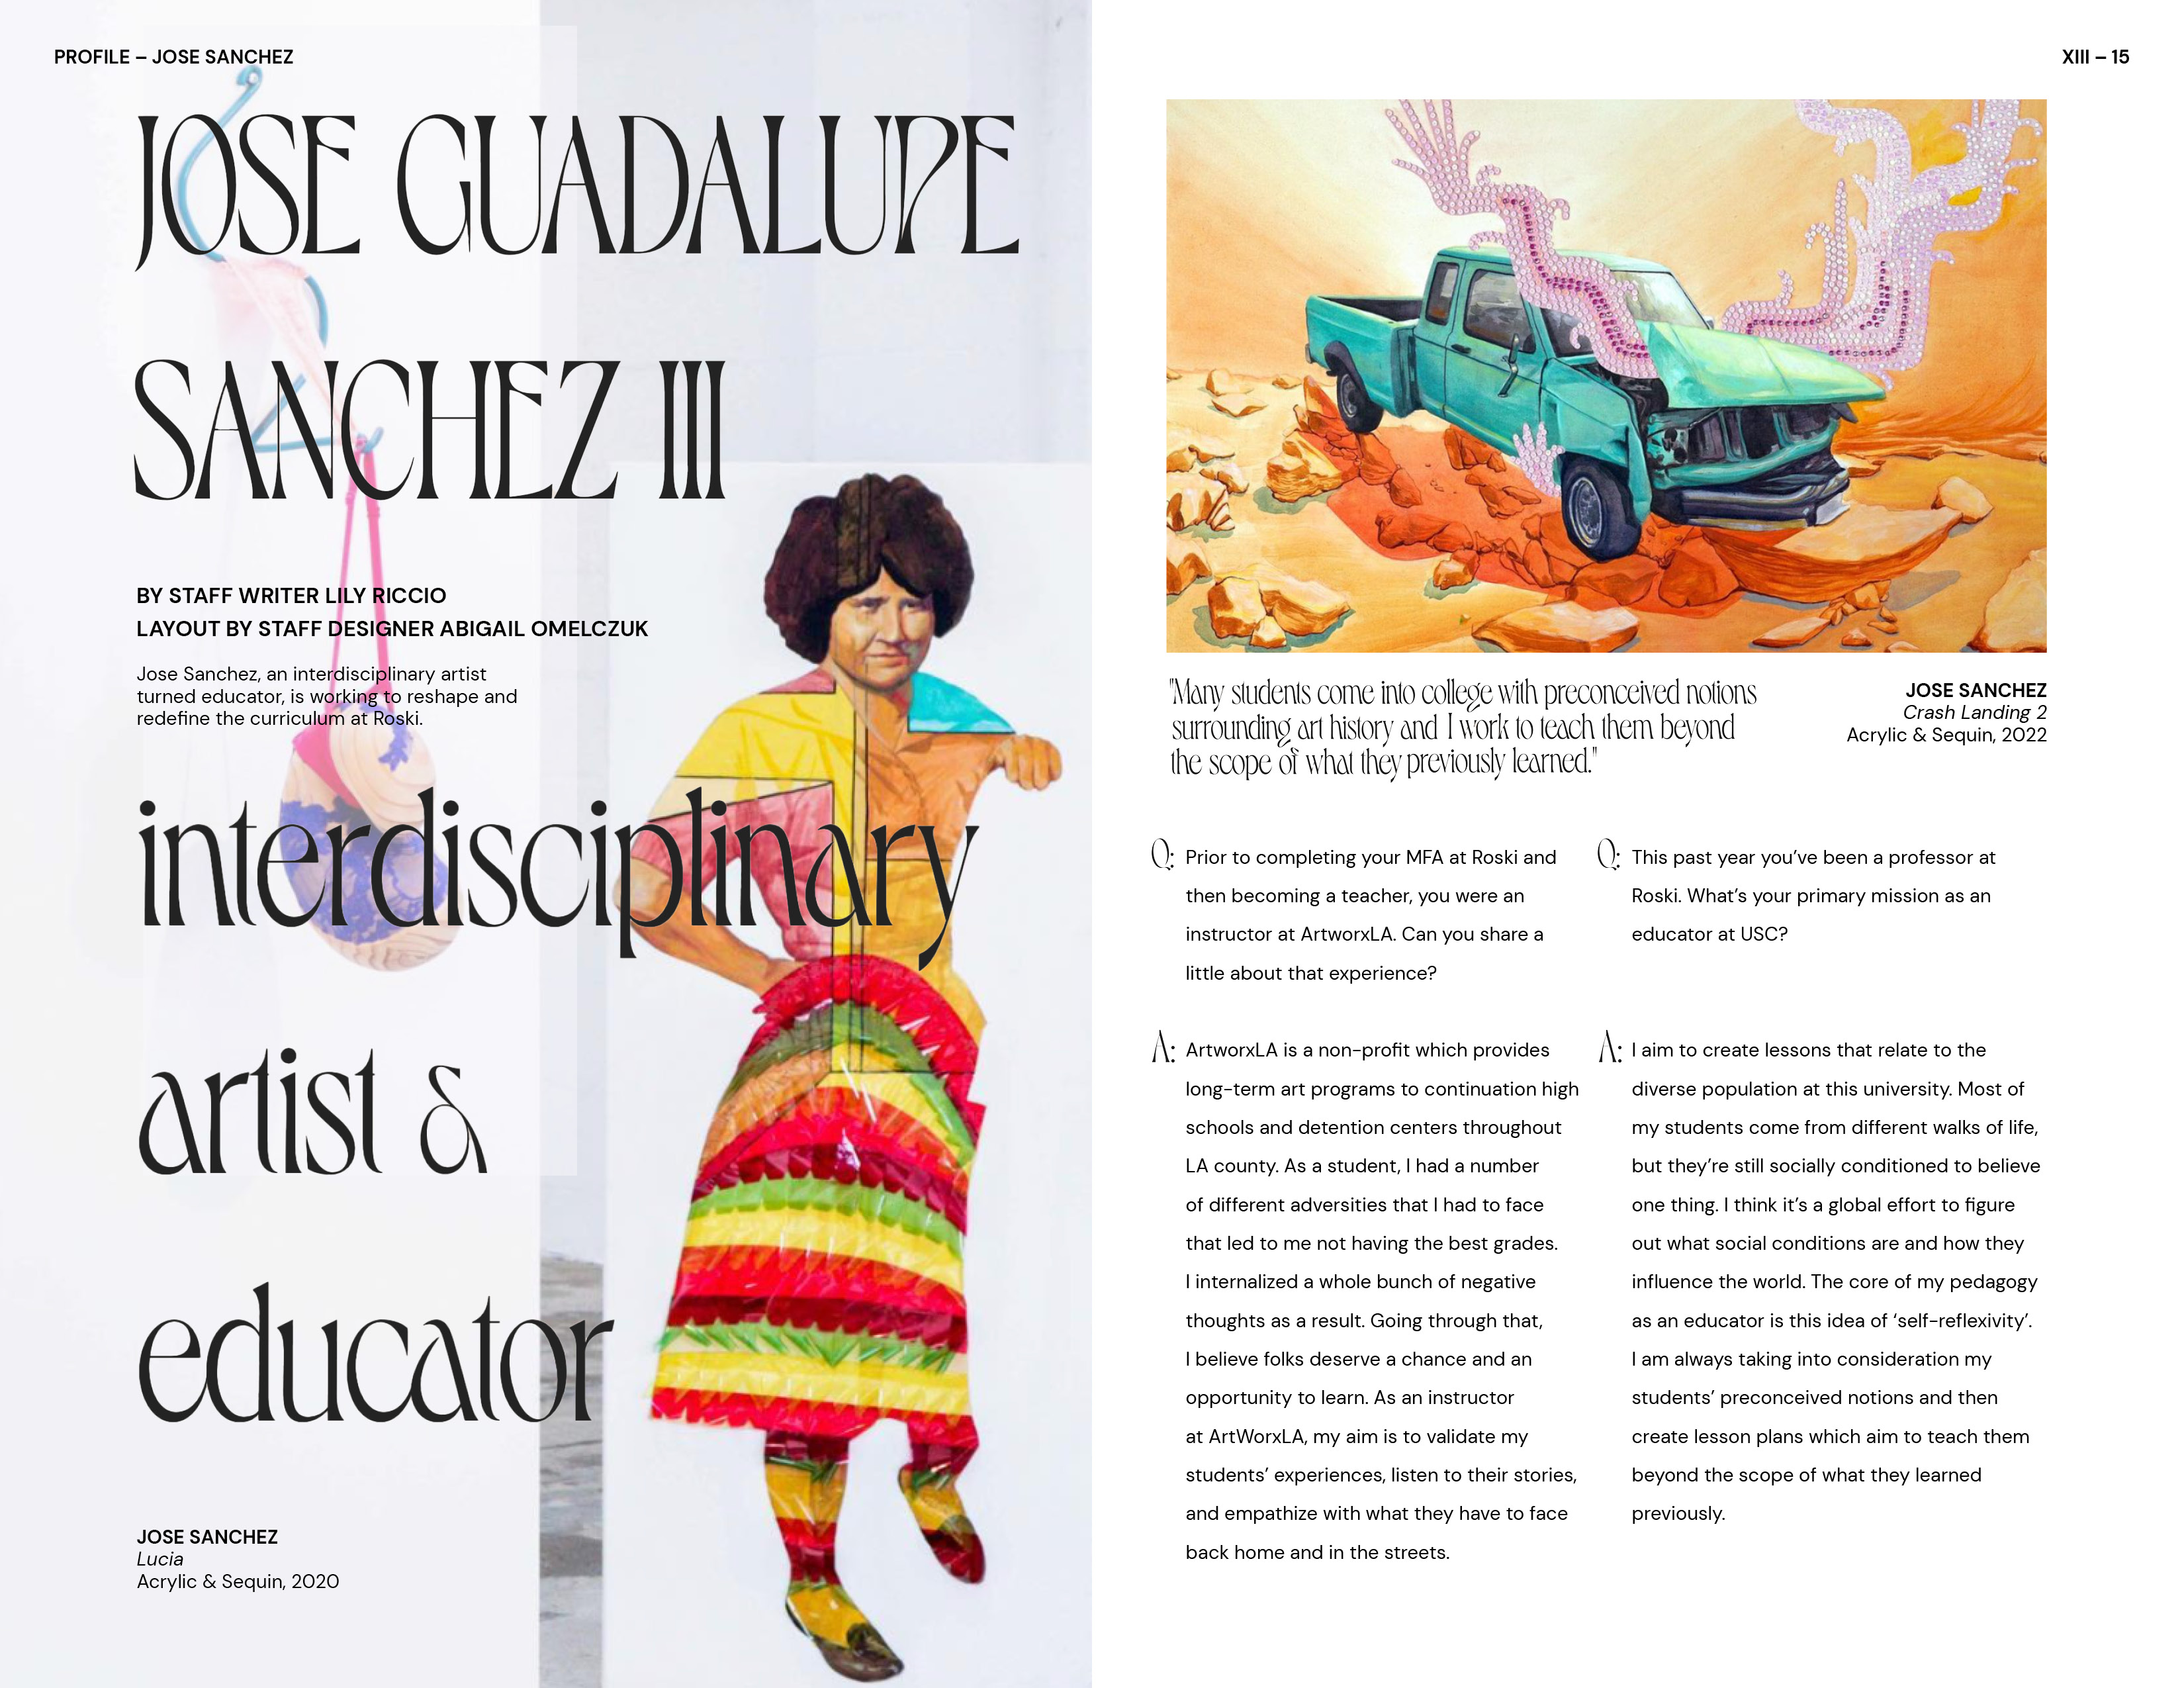 PROFILE – JOSE SANCHEZ
JOSE GUADALUPE
SANCHEZ III
BY STAFF WRITER LILY RICCIO
LAYOUT BY STAFF DESIGNER ABIGAIL OMELCZUK
Jose Sanchez, an interdisciplinary artist
turned educator, is working to reshape and
redefine the curriculum at Roski.
interdisciplinary
artist &
educator
JOSE SANCHEZ
Lucia
Acrylic & Sequin, 2020
XIII – 15
"Many students come into college with preconceived notions
surrounding art history and I work to teach them beyond
the scope of what they previously learned."
JOSE SANCHEZ
Crash Landing 2
Acrylic & Sequin, 2022
Q: Prior to completing your MFA at Roski and
then becoming a teacher, you were an
instructor at ArtworxLA. Can you share a
little about that experience?
A: ArtworxLA is a non-profit which provides
long-term art programs to continuation high
schools and detention centers throughout
LA county. As a student, I had a number
of different adversities that I had to face
that led to me not having the best grades.
I internalized a whole bunch of negative
thoughts as a result. Going through that,
I believe folks deserve a chance and an
opportunity to learn. As an instructor
at ArtWorxLA, my aim is to validate my
students’ experiences, listen to their stories,
and empathize with what they have to face
back home and in the streets.
Q: This past year you’ve been a professor at
Roski. What’s your primary mission as an
educator at USC?
A: I aim to create lessons that relate to the
diverse population at this university. Most of
my students come from different walks of life,
but they’re still socially conditioned to believe
one thing. I think it’s a global effort to figure
out what social conditions are and how they
influence the world. The core of my pedagogy
as an educator is this idea of ‘self-reflexivity’.
I am always taking into consideration my
students’ preconceived notions and then
create lesson plans which aim to teach them
beyond the scope of what they learned
previously.